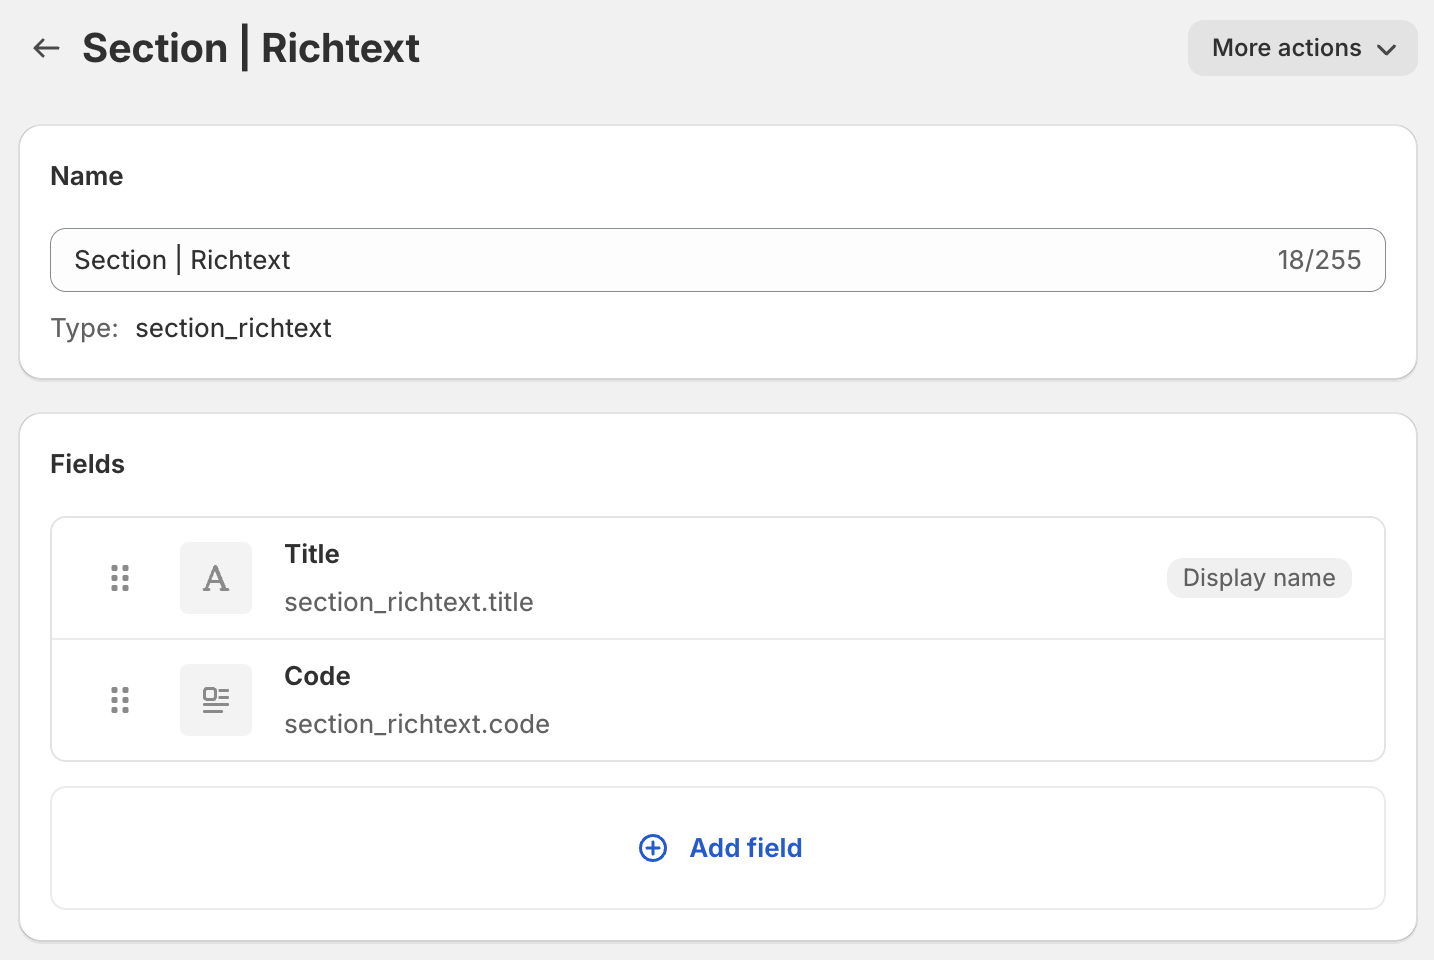 Section | Richtext
More actions
Name
Section | Richtext
18/255
Type: section_richtext
Fields
Title
section_richtext.title
Display name
Code
section_richtext.code
Add field